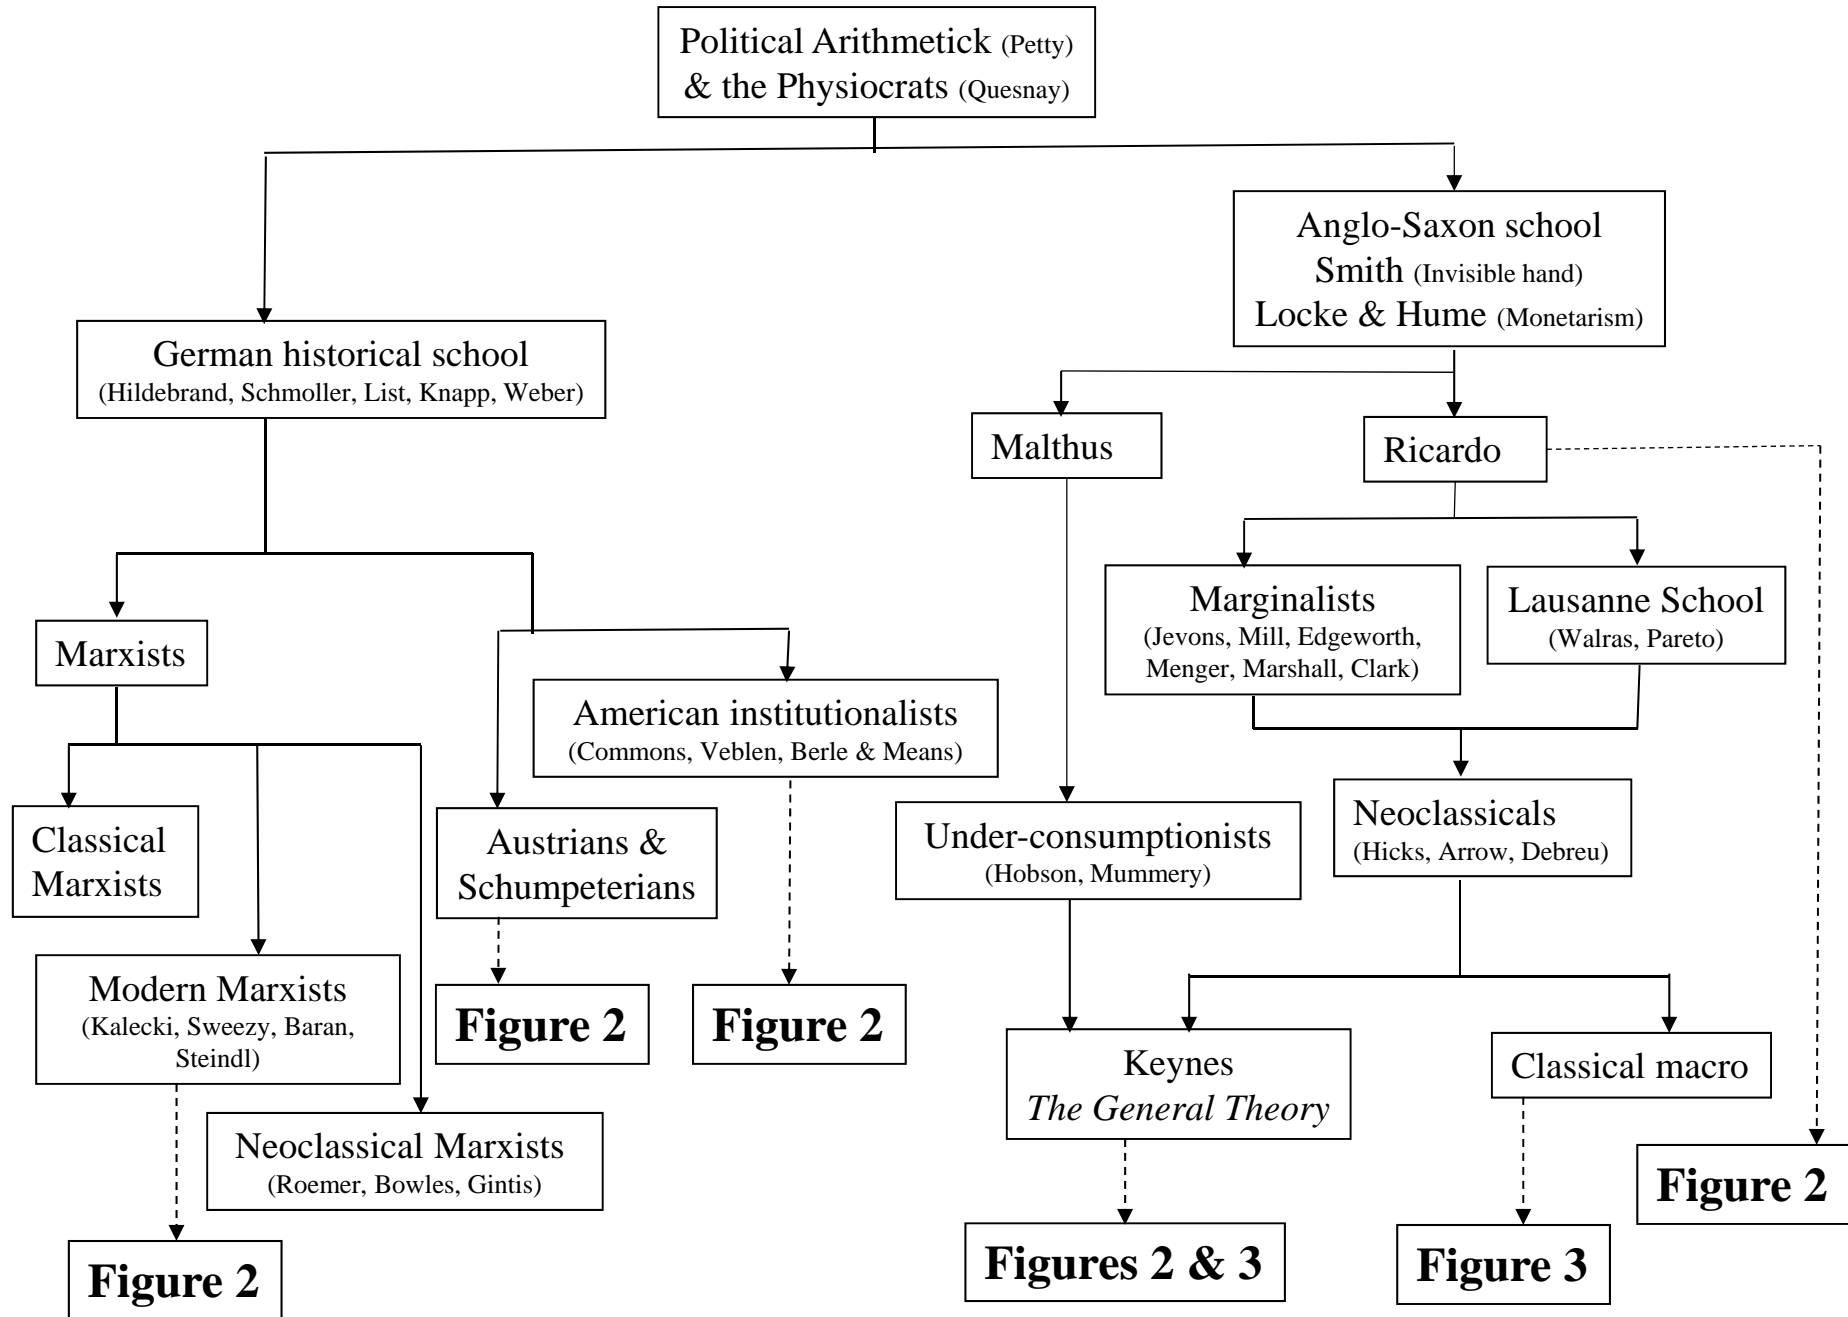 Political Arithmetick (Petty)
& the Physiocrats (Quesnay)
Anglo-Saxon school
Smith (Invisible hand)
Locke & Hume (Monetarism)
German historical school
(Hildebrand, Schmoller, List, Knapp, Weber)
Malthus
Ricardo
Marginalists
(Jevons, Mill, Edgeworth,
Menger, Marshall, Clark)
Lausanne School
(Walras, Pareto)
Marxists
American institutionalists
(Commons, Veblen, Berle & Means)
Classical
Marxists
Austrians &
Schumpeterians
Under-consumptionists
(Hobson, Mummery)
Neoclassicals
(Hicks, Arrow, Debreu)
Modern Marxists
(Kalecki, Sweezy, Baran,
Steindl)
Figure 2
Figure 2
Keynes
The General Theory
Classical macro
Neoclassical Marxists
(Roemer, Bowles, Gintis)
Figure 2
Figure 2
Figures 2 & 3
Figure 3